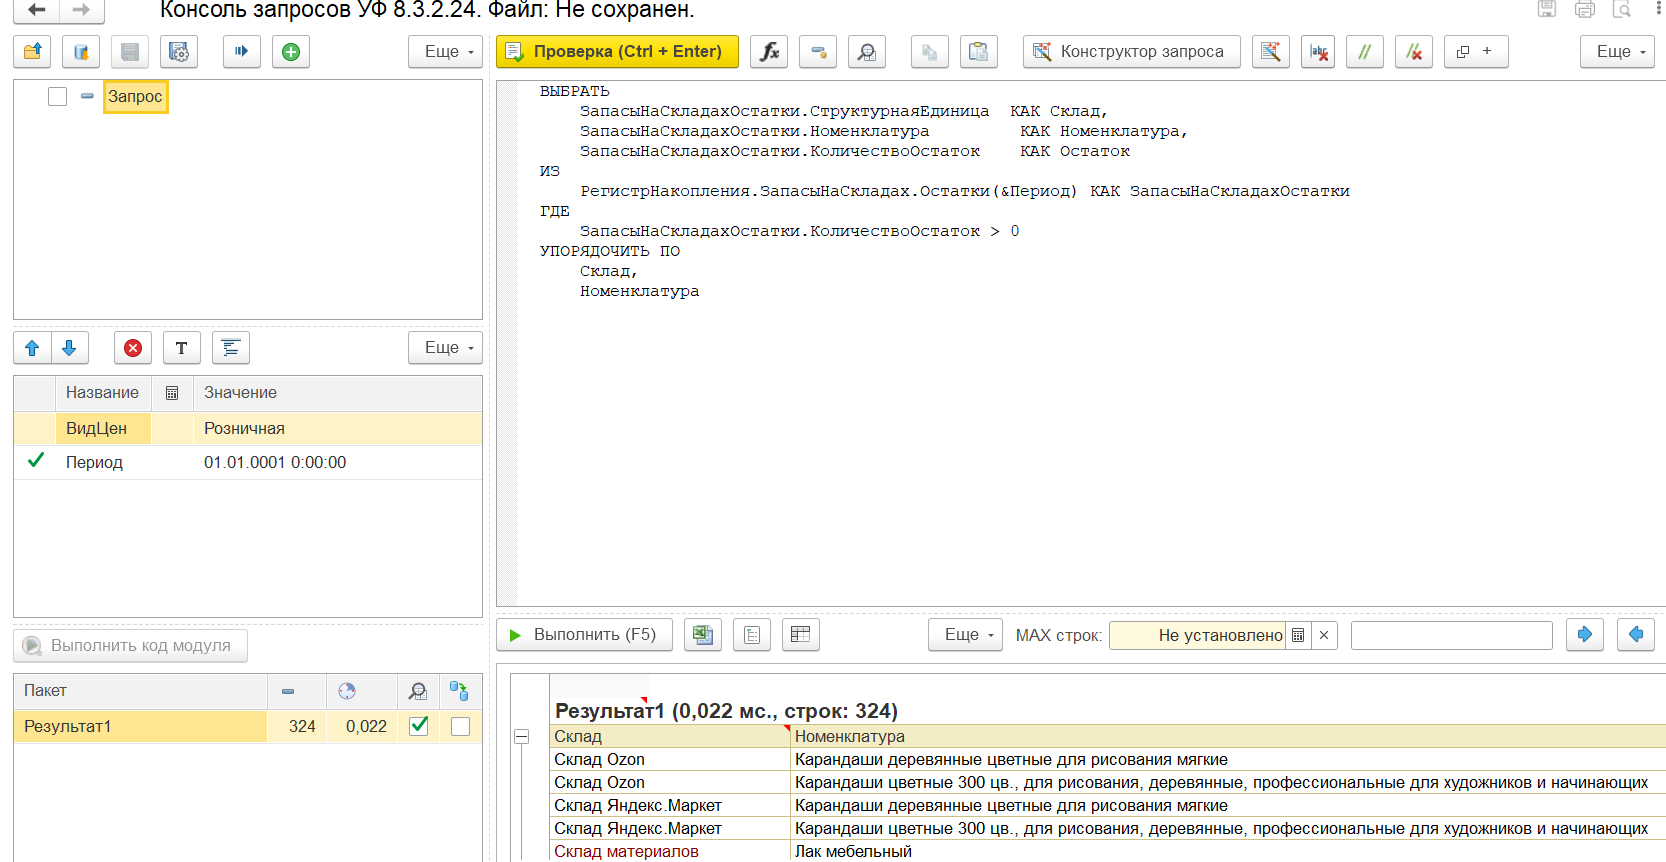 Консоль запросов УФ 8.3.2.24. Файл: Не сохранен.
Еще
Проверка (Ctrl + Enter)
Конструктор запроса
Еще
Запрос
ВЫБРАТЬ
ЗапасыНаСкладахОстатки.СтруктурнаяЕдиница КАК Склад,
ЗапасыНаСкладахОстатки.Номенклатура КАК Номенклатура,
ЗапасыНаСкладахОстатки.КоличествоОстаток КАК Остаток
ИЗ
РегистрНакопления.ЗапасыНаСкладах.Остатки(&Период) КАК ЗапасыНаСкладахОстатки
ГДЕ
ЗапасыНаСкладахОстатки.КоличествоОстаток > 0
УПОРЯДОЧИТЬ ПО
Склад,
Номенклатура
T
Еще
Название Значение
ВидЦен Розничная
Период 01.01.0001 0:00:00
Выполнить код модуля
Пакет
Результат1 324 0,022
Выполнить (F5)
Еще
МАХ строк: Не установлено
Результат1 (0,022 мс., строк: 324)
Склад Номенклатура
Склад Ozon Карандаши деревянные цветные для рисования мягкие
Склад Ozon Карандаши цветные 300 цв., для рисования, деревянные, профессиональные для художников и начинающих
Склад Яндекс.Маркет Карандаши деревянные цветные для рисования мягкие
Склад Яндекс.Маркет Карандаши цветные 300 цв., для рисования, деревянные, профессиональные для художников и начинающих
Склад материалов Лак мебельный